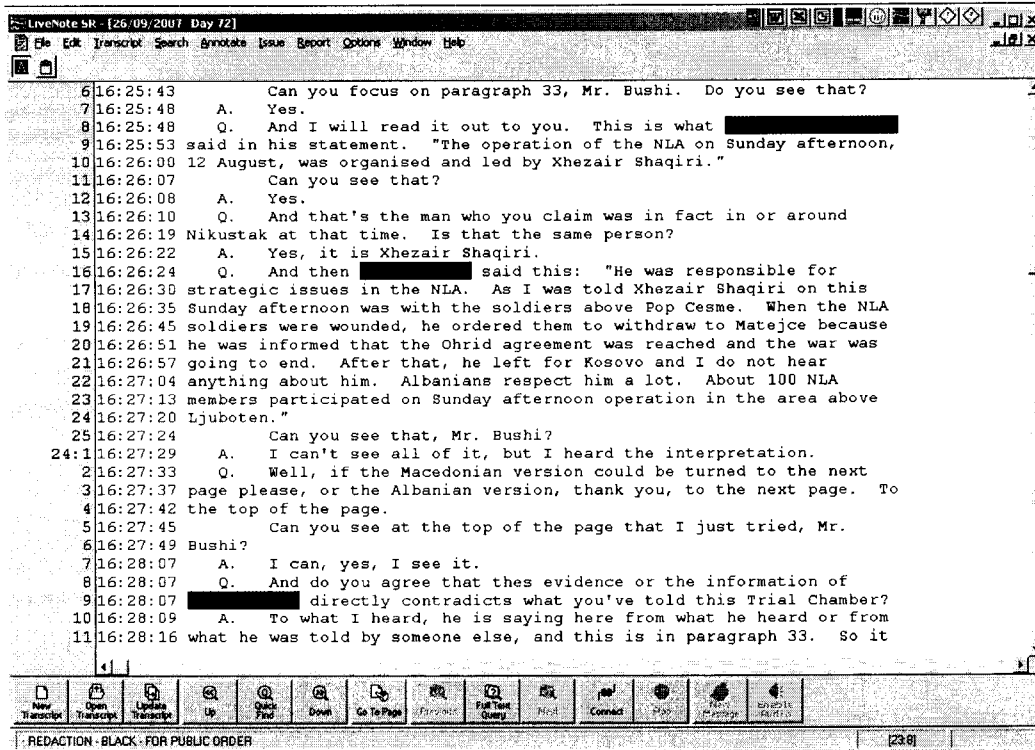 LiveNote SR - [26/09/2007 Day 72]
File Edit Transcript Search Annotate Issue Report Options Window Help
6 16:25:43 Can you focus on paragraph 33, Mr. Bushi. Do you see that?
7 16:25:48 A. Yes.
8 16:25:48 Q. And I will read it out to you. This is what
9 16:25:53 said in his statement. "The operation of the NLA on Sunday afternoon,
10 16:26:00 12 August, was organised and led by Xhezair Shaqiri."
11 16:26:07 Can you see that?
12 16:26:08 A. Yes.
13 16:26:10 Q. And that's the man who you claim was in fact in or around
14 16:26:19 Nikustak at that time. Is that the same person?
15 16:26:22 A. Yes, it is Xhezair Shaqiri.
16 16:26:24 Q. And then said this: "He was responsible for
17 16:26:30 strategic issues in the NLA. As I was told Xhezair Shaqiri on this
18 16:26:35 Sunday afternoon was with the soldiers above Pop Cesme. When the NLA
19 16:26:45 soldiers were wounded, he ordered them to withdraw to Matejce because
20 16:26:51 he was informed that the Ohrid agreement was reached and the war was
21 16:26:57 going to end. After that, he left for Kosovo and I do not hear
22 16:27:04 anything about him. Albanians respect him a lot. About 100 NLA
23 16:27:13 members participated on Sunday afternoon operation in the area above
24 16:27:20 Ljuboten."
25 16:27:24 Can you see that, Mr. Bushi?
24:1 16:27:29 A. I can't see all of it, but I heard the interpretation.
2 16:27:33 Q. Well, if the Macedonian version could be turned to the next
3 16:27:37 page please, or the Albanian version, thank you, to the next page. To
4 16:27:42 the top of the page.
5 16:27:45 Can you see at the top of the page that I just tried, Mr.
6 16:27:49 Bushi?
7 16:28:07 A. I can, yes, I see it.
8 16:28:07 Q. And do you agree that thes evidence or the information of
9 16:28:07 directly contradicts what you've told this Trial Chamber?
10 16:28:09 A. To what I heard, he is saying here from what he heard or from
11 16:28:16 what he was told by someone else, and this is in paragraph 33. So it
New Transcript Open Transcript Update Transcript Up Quick Find Down Go To Page Previous Full Text Query Next Connect
REDACTION - BLACK - FOR PUBLIC ORDER [23:8]